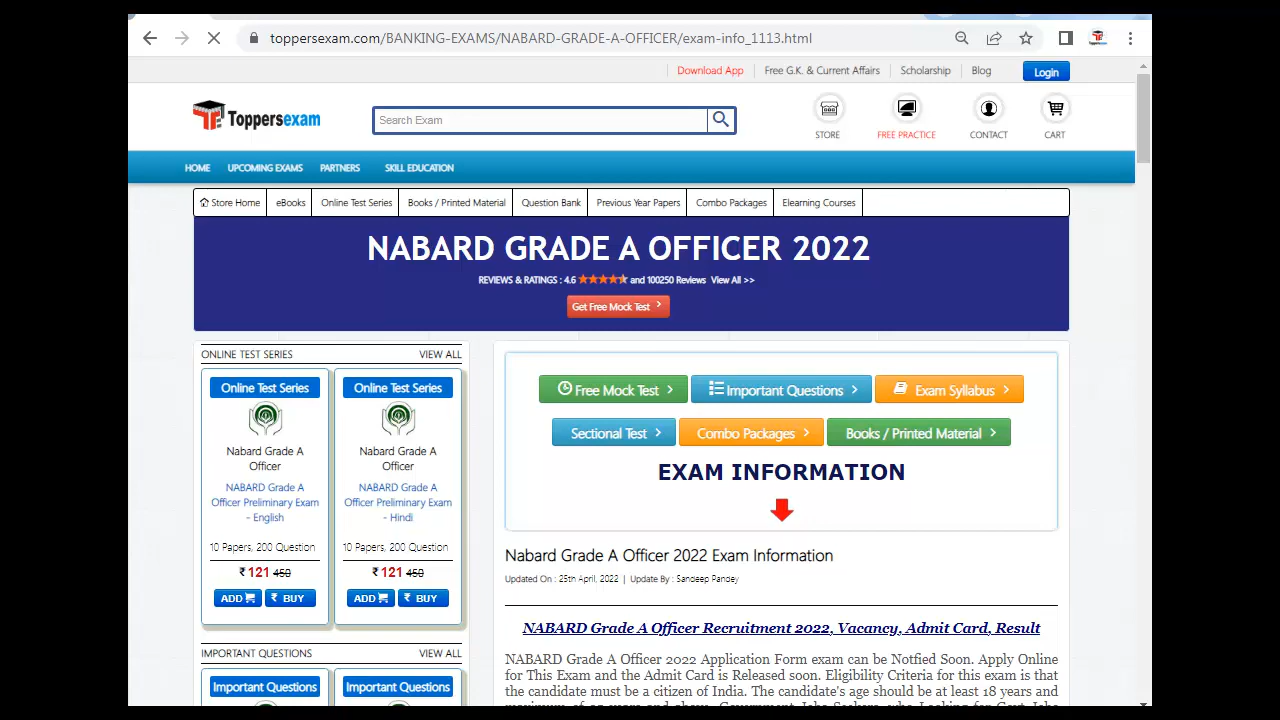 toppersexam.com/BANKING-EXAMS/NABARD-GRADE-A-OFFICER/exam-info_1113.html
Download App
Free G.K. & Current Affairs
Scholarship
Blog
Login
Toppersexam
Search Exam
STORE
FREE PRACTICE
CONTACT
CART
HOME
UPCOMING EXAMS
PARTNERS
SKILL EDUCATION
Store Home
eBooks
Online Test Series
Books / Printed Material
Question Bank
Previous Year Papers
Combo Packages
Elearning Courses
NABARD GRADE A OFFICER 2022
REVIEWS & RATINGS : 4.6 and 100250 Reviews View All >>
Get Free Mock Test
ONLINE TEST SERIES
VIEW ALL
Online Test Series
Nabard Grade A
Officer
NABARD Grade A
Officer Preliminary Exam
- English
10 Papers, 200 Question
₹ 121 450
ADD
₹ BUY
Online Test Series
Nabard Grade A
Officer
NABARD Grade A
Officer Preliminary Exam
- Hindi
10 Papers, 200 Question
₹ 121 450
ADD
₹ BUY
IMPORTANT QUESTIONS
VIEW ALL
Important Questions
Important Questions
Free Mock Test
Important Questions
Exam Syllabus
Sectional Test
Combo Packages
Books / Printed Material
EXAM INFORMATION
Nabard Grade A Officer 2022 Exam Information
Updated On : 25th April, 2022 | Update By : Sandeep Pandey
NABARD Grade A Officer Recruitment 2022, Vacancy, Admit Card, Result
NABARD Grade A Officer 2022 Application Form exam can be Notfied Soon. Apply Online
for This Exam and the Admit Card is Released soon. Eligibility Criteria for this exam is that
the candidate must be a citizen of India. The candidate's age should be at least 18 years and